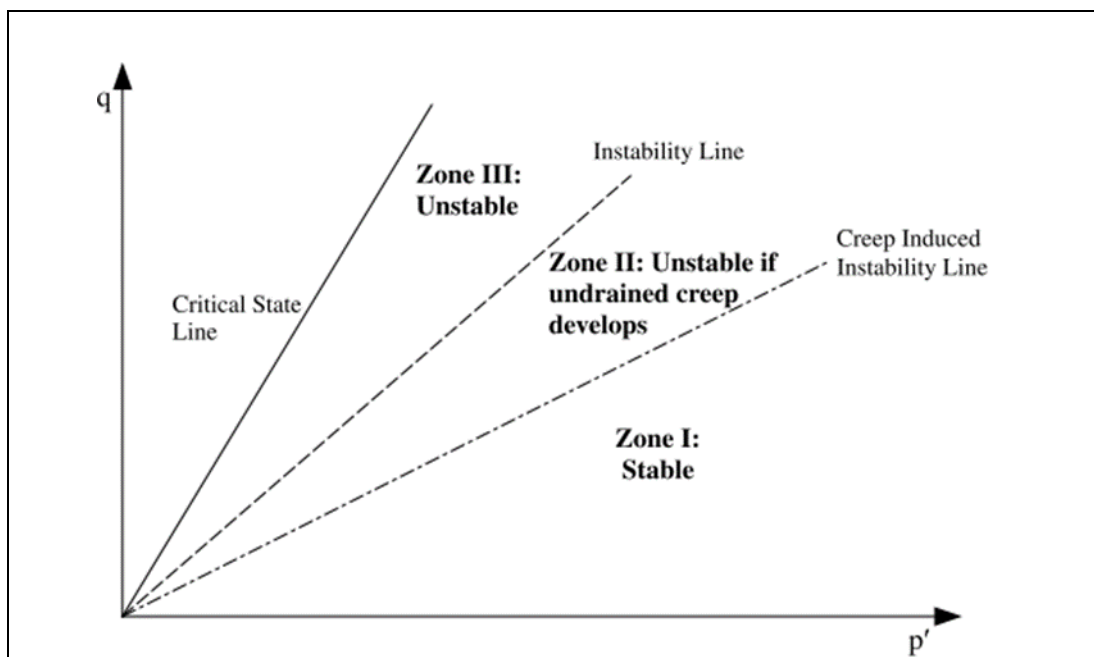 q
Instability Line
Zone III:
Unstable
Creep Induced
Instability Line
Zone II: Unstable if
undrained creep
develops
Critical State
Line
Zone I:
Stable
p′